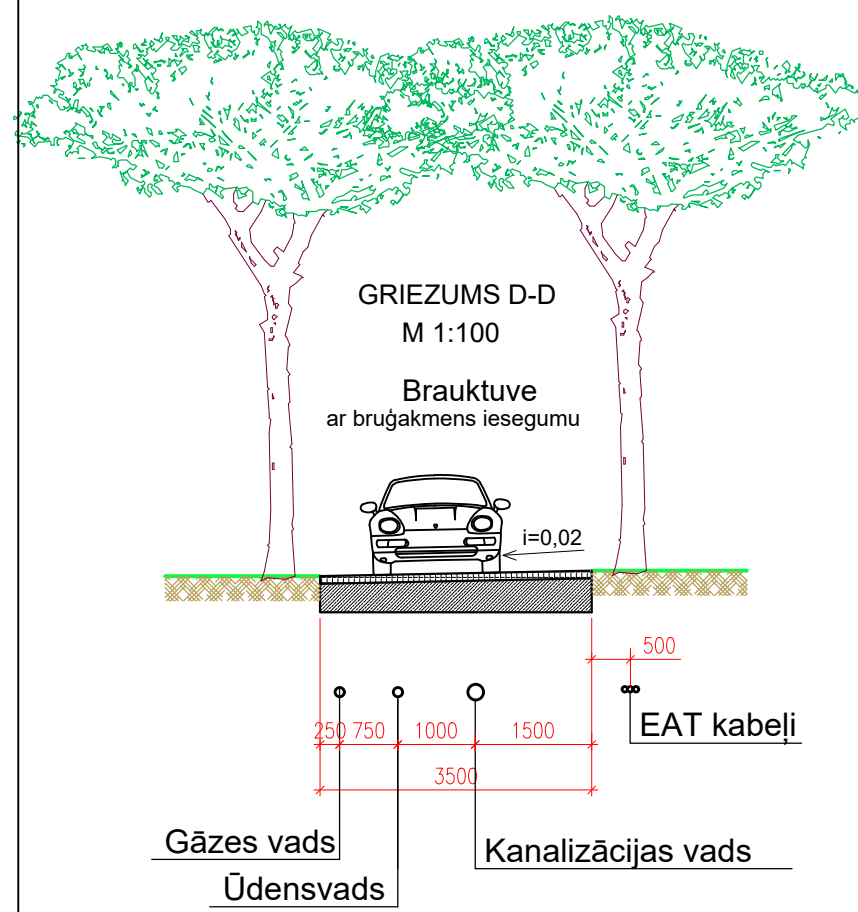 GRIEZUMS D-D
M 1:100
Brauktuve
ar bruģakmens iesegumu
i=0,02
500
EAT kabeļi
250 750 1000 1500
3500
Gāzes vads
Kanalizācijas vads
Ūdensvads